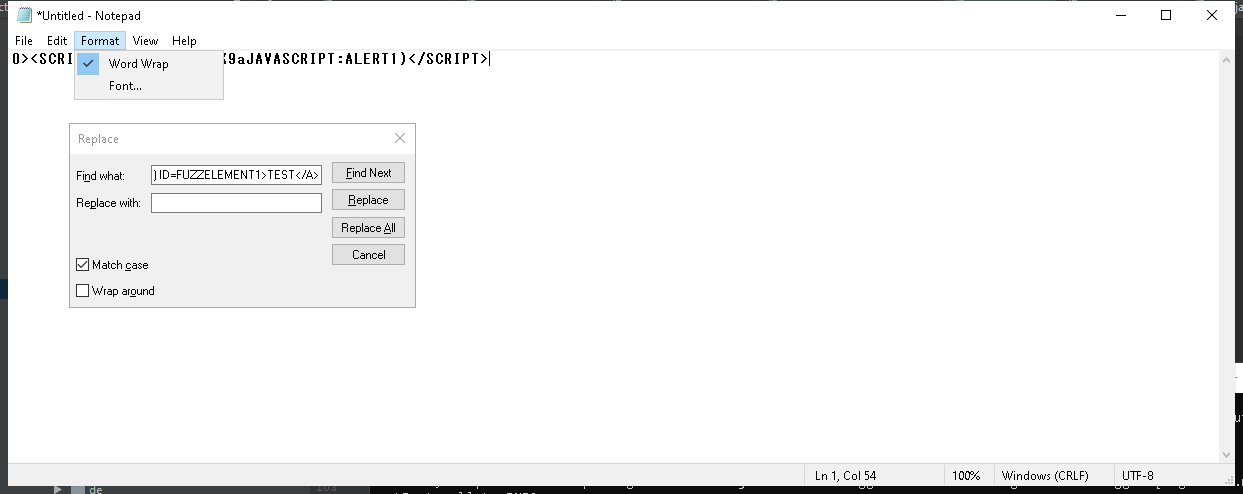 *Untitled - Notepad
File Edit Format View Help
0><SCRI
Word Wrap
K9aJAVASCRIPT:ALERT1)</SCRIPT>
Font...
Replace
Find what: )ID=FUZZELEMENT1>TEST</A> Find Next
Replace with: Replace
Replace All
Cancel
Match case
Wrap around
Ln 1, Col 54 100% Windows (CRLF) UTF-8
de